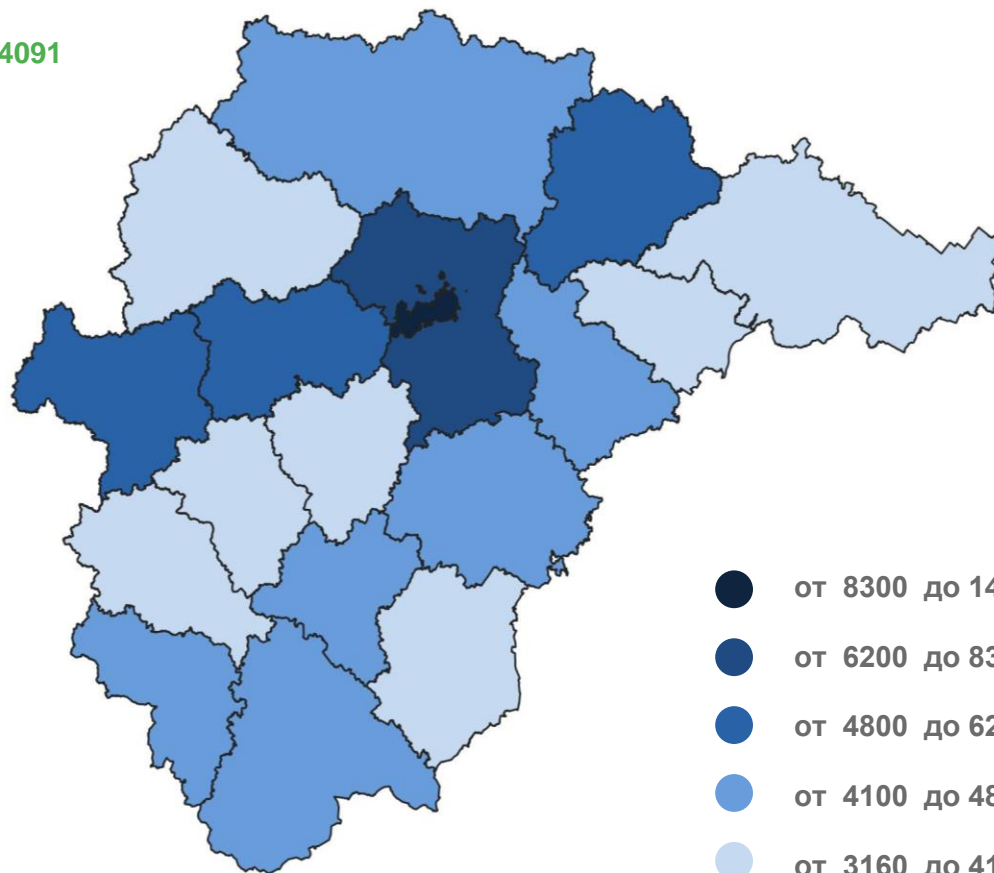 4091
от 8300 до 14
от 6200 до 83
от 4800 до 62
от 4100 до 48
от 3160 до 41